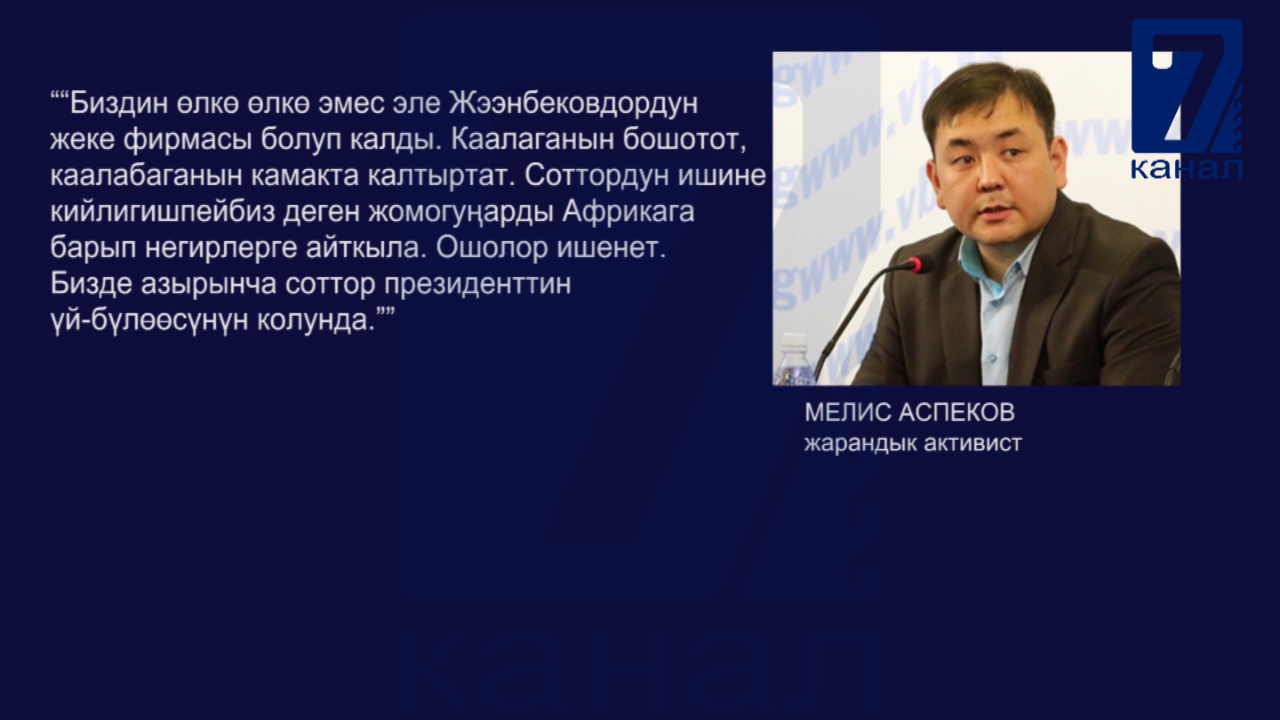 ““Биздин өлкө өлкө эмес эле Жээнбековдордун
жеке фирмасы болуп калды. Каалаганын бошотот,
каалабаганын камакта калтыртат. Соттордун ишине
кийлигишпейбиз деген жомогуңарды Африкага
барып негирлерге айткыла. Ошолор ишенет.
Бизде азырынча соттор президенттин
үй-бүлөөсүнүн колунда.””
7
канал
МЕЛИС АСПЕКОВ
жарандык активист
канал